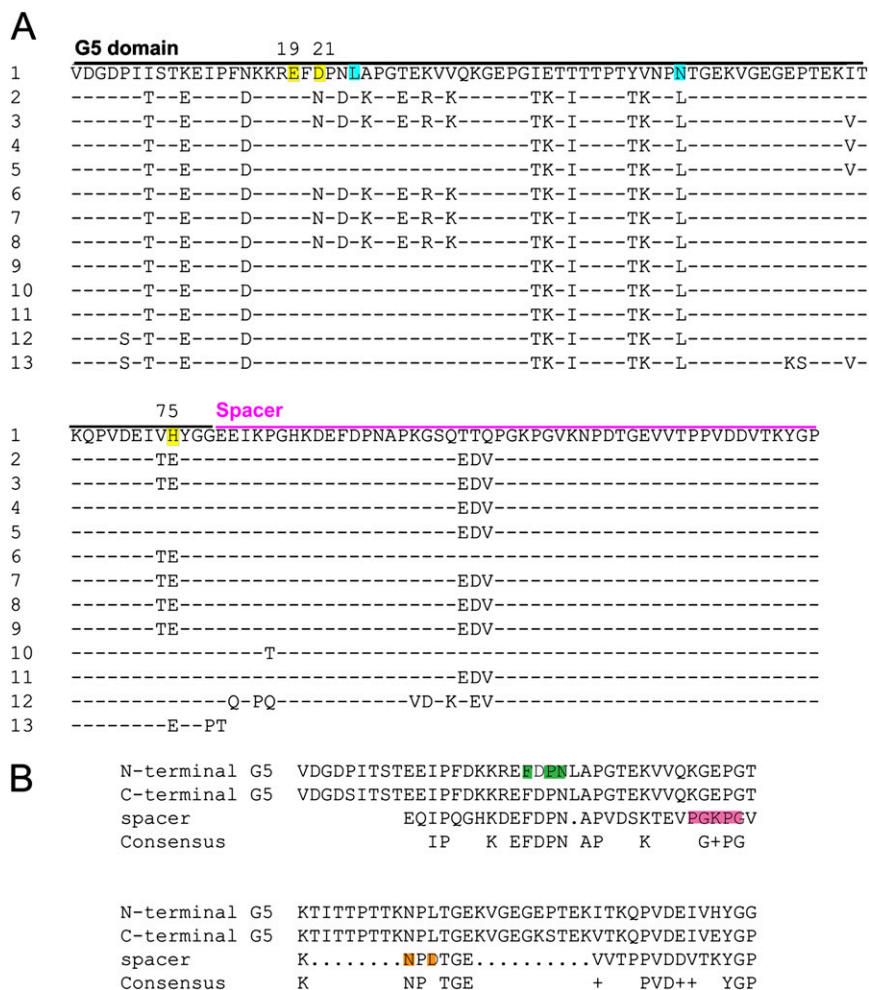 A
G5 domain 19 21
1 VDGDPIISTKEIPFNKKREFDPNLAPGTEKVVQKGEPGIETTTTPTYVNPNTGEKVGEGEPTEKIT
2 ------T--E----D-----N-D-K--E-R-K------TK-I----TK--L---------------
3 ------T--E----D-----N-D-K--E-R-K------TK-I----TK--L-------------V-
4 ------T--E----D-----------------------TK-I----TK--L-------------V-
5 ------T--E----D-----------------------TK-I----TK--L-------------V-
6 ------T--E----D-----N-D-K--E-R-K------TK-I----TK--L---------------
7 ------T--E----D-----N-D-K--E-R-K------TK-I----TK--L---------------
8 ------T--E----D-----N-D-K--E-R-K------TK-I----TK--L---------------
9 ------T--E----D-----------------------TK-I----TK--L---------------
10 ------T--E----D-----------------------TK-I----TK--L---------------
11 ------T--E----D-----------------------TK-I----TK--L---------------
12 ----S-T--E----D-----------------------TK-I----TK--L---------------
13 ----S-T--E----D-----------------------TK-I----TK--L--------KS---V-
75 Spacer
1 KQPVDEIVHYGGEEIKPGHKDEFDPNAPKGSQTTQPGKPGVKNPDTGEVVTPPVDDVTKYGP
2 -------TE-----------------------EDV---------------------------
3 -------TE-----------------------EDV---------------------------
4 --------------------------------------------------------------
5 --------------------------------EDV---------------------------
6 -------TE-----------------------------------------------------
7 -------TE-----------------------EDV---------------------------
8 -------TE-----------------------EDV---------------------------
9 -------TE-----------------------EDV---------------------------
10 ----------------T---------------------------------------------
11 --------------------------------EDV---------------------------
12 -------------Q-PQ-----------VD-K-EV---------------------------
13 --------E--PT
B
N-terminal G5 VDGDPITSTEEIPFDKKREFDPNLAPGTEKVVQKGEPGT
C-terminal G5 VDGDSITSTEEIPFDKKREFDPNLAPGTEKVVQKGEPGT
spacer EQIPQGHKDEFDPN.APVDSKTEVPGKPGV
Consensus IP K EFDPN AP K G+PG
N-terminal G5 KTITTPTTKNPLTGEKVGEGEPTEKITKQPVDEIVHYGG
C-terminal G5 KTITTPTTKNPLTGEKVGEGKSTEKVTKQPVDEIVEYGP
spacer K........NPDTGE..........VVTPPVDDVTKYGP
Consensus K NP TGE + PVD++ YGP